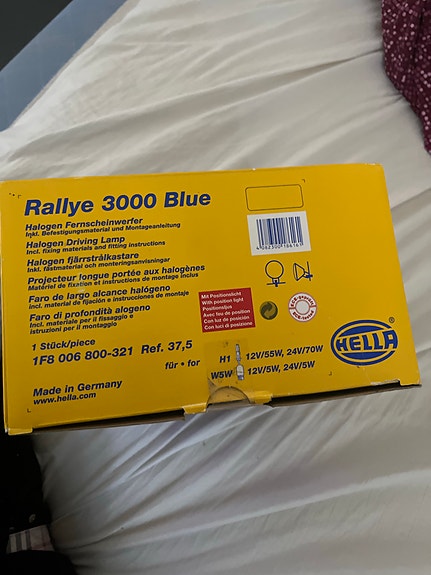 Rallye 3000 Blue
Halogen Fernscheinwerfer
Inkl. Befestigungsmaterial und Montageanleitung
Halogen Driving Lamp
Incl. fixing materials and fitting instructions
Halogen fjärrstrålkastare
Inkl. fästmaterial och monteringsanvisningar
Projecteur longue portée aux halogènes
Matériel de fixation et instructions de montage inclus
Faro de largo alcance halógeno
Incl. material de fijación e instrucciones de montaje
Faro di profondità alogeno
Incl. materiale per il fissaggio e
istruzioni per il montaggio
1 Stück/piece
1F8 006 800-321 Ref. 37,5
Made in Germany
www.hella.com
Mit Positionslicht
With position light
Positionsljus
Avec feu de position
Con luz de posición
Con luci di posizione
für • for
H1 12V/55W, 24V/70W
W5W 12V/5W, 24V/5W
HELLA